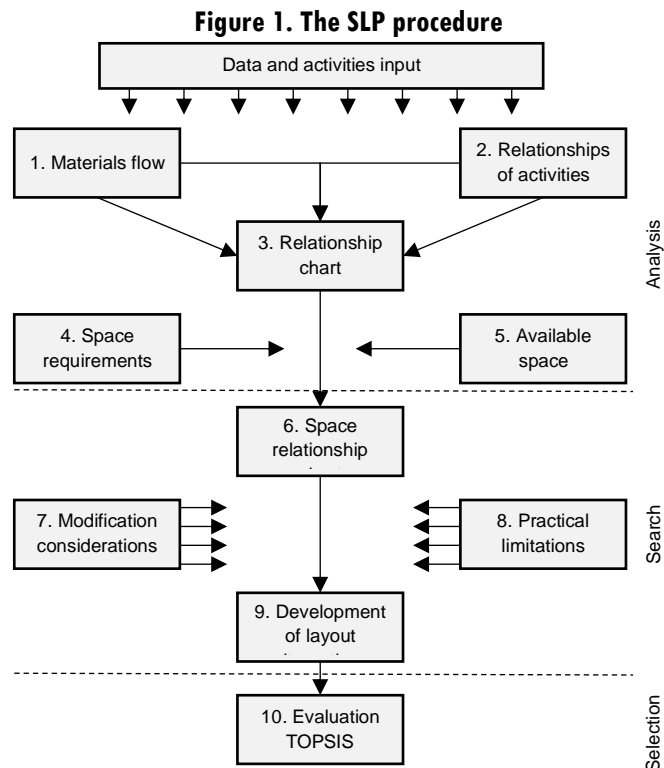 Figure 1. The SLP procedure
Data and activities input
1. Materials flow
2. Relationships
of activities
3. Relationship
chart
Analysis
4. Space
requirements
5. Available
space
6. Space
relationship
7. Modification
considerations
8. Practical
limitations
Search
9. Development
of layout
10. Evaluation
TOPSIS
Selection